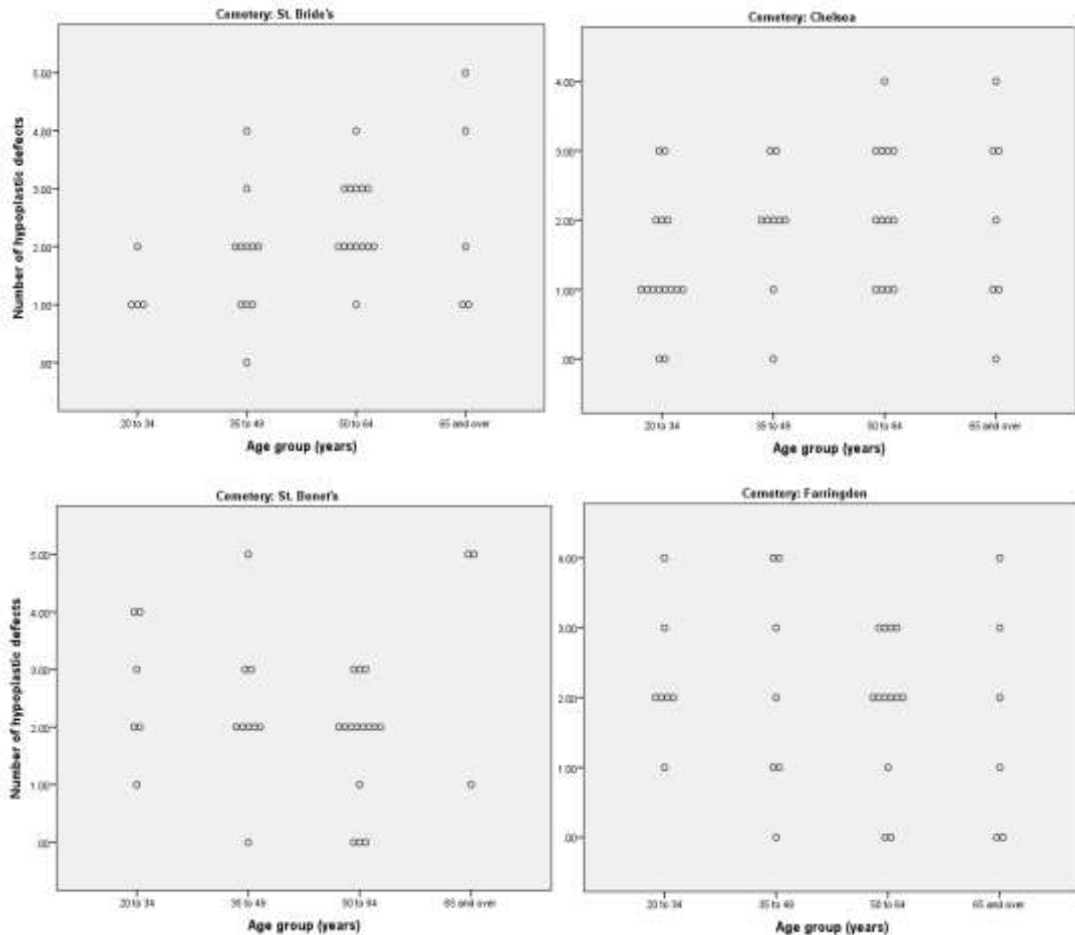 Cemetery: St. Bride's
Number of hypoplastic defects
5.00
4.00
3.00
2.00
1.00
.00
20 to 34 35 to 49 50 to 64 65 and over
Age group (years)
Cemetery: Chelsea
4.00
3.00
2.00
1.00
.00
20 to 34 35 to 49 50 to 64 65 and over
Age group (years)
Cemetery: St. Benet's
Number of hypoplastic defects
5.00
4.00
3.00
2.00
1.00
.00
20 to 34 35 to 49 50 to 64 65 and over
Age group (years)
Cemetery: Farringdon
4.00
3.00
2.00
1.00
.00
20 to 34 35 to 49 50 to 64 65 and over
Age group (years)